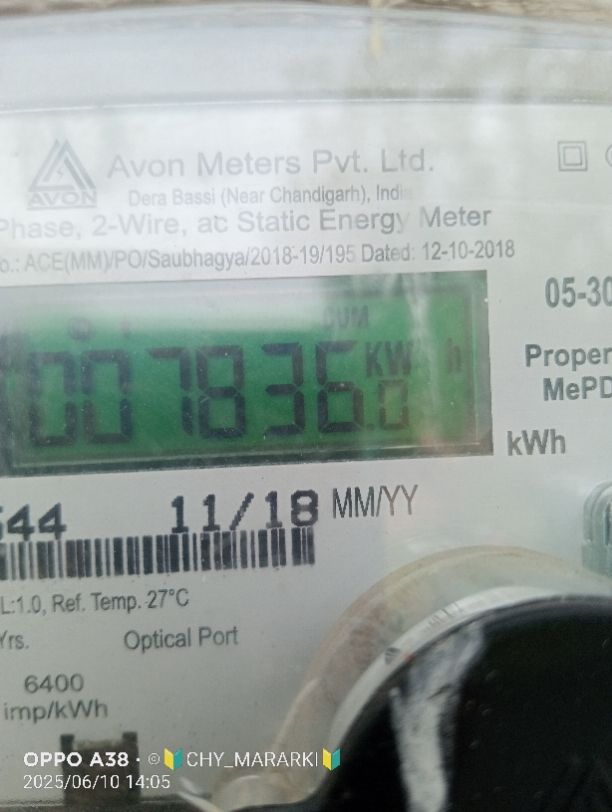 Avon Meters Pvt. Ltd.
AVON
Dera Bassi (Near Chandigarh), Indi
Phase, 2-Wire, ac Static Energy Meter
o.: ACE(MM)/PO/Saubhagya/2018-19/195 Dated: 12-10-2018
05-30
CUM
007836.0 KW h
Proper
MePD
kWh
544 11/18 MM/YY
L:1.0, Ref. Temp. 27°C
Yrs. Optical Port
6400
imp/kWh
OPPO A38 · ©🔰CHY_MARARKI🔰
2025/06/10 14:05